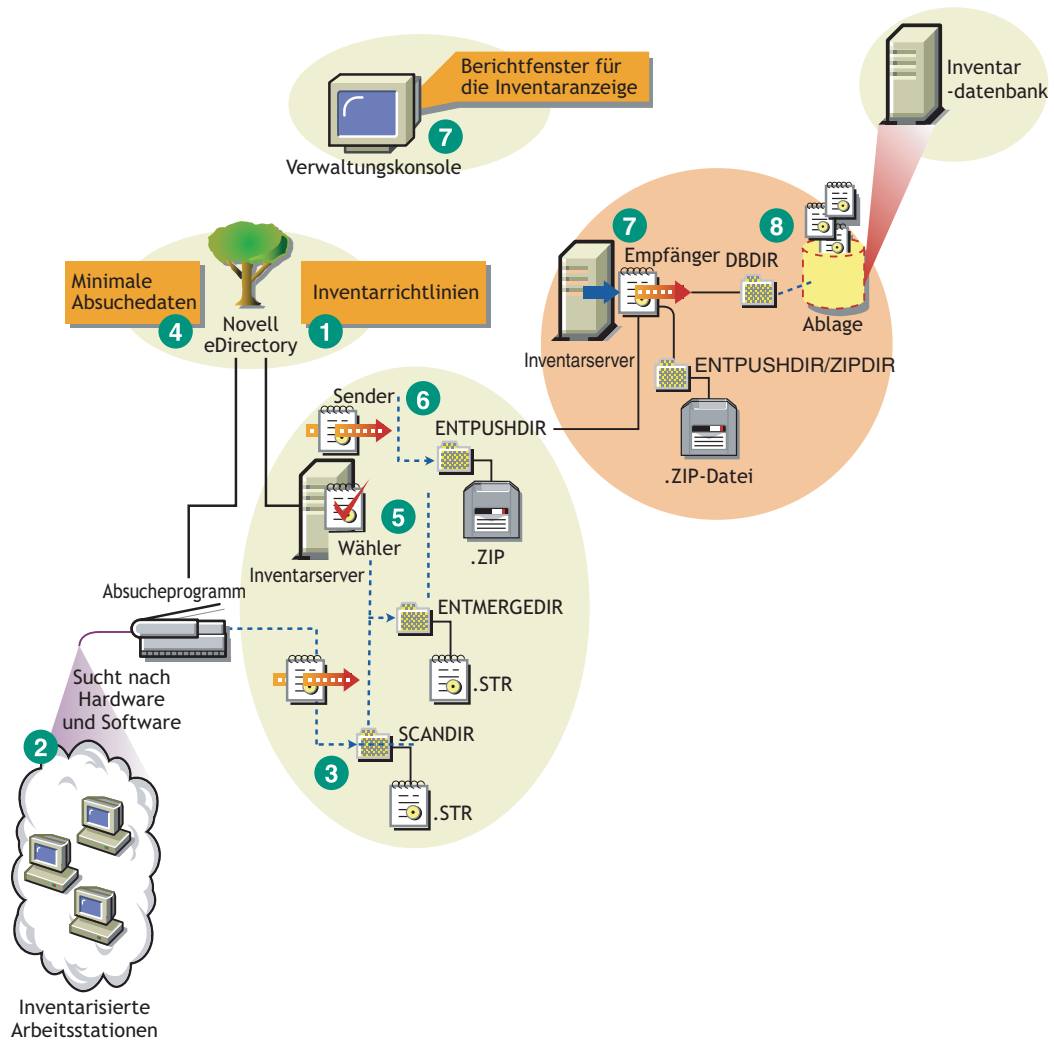 Berichtfenster für
die Inventaranzeige
7
Verwaltungskonsole
Inventar
-datenbank
Minimale
Absuchedaten
4
Novell
eDirectory
Inventarrichtlinien
1
7
Empfänger
DBDIR
8
Ablage
Inventarserver
ENTPUSHDIR/ZIPDIR
.ZIP-Datei
Sender
6
ENTPUSHDIR
.ZIP
5
Wähler
Inventarserver
Absucheprogramm
ENTMERGEDIR
.STR
Sucht nach
Hardware
und Software
2
SCANDIR
3
.STR
Inventarisierte
Arbeitsstationen